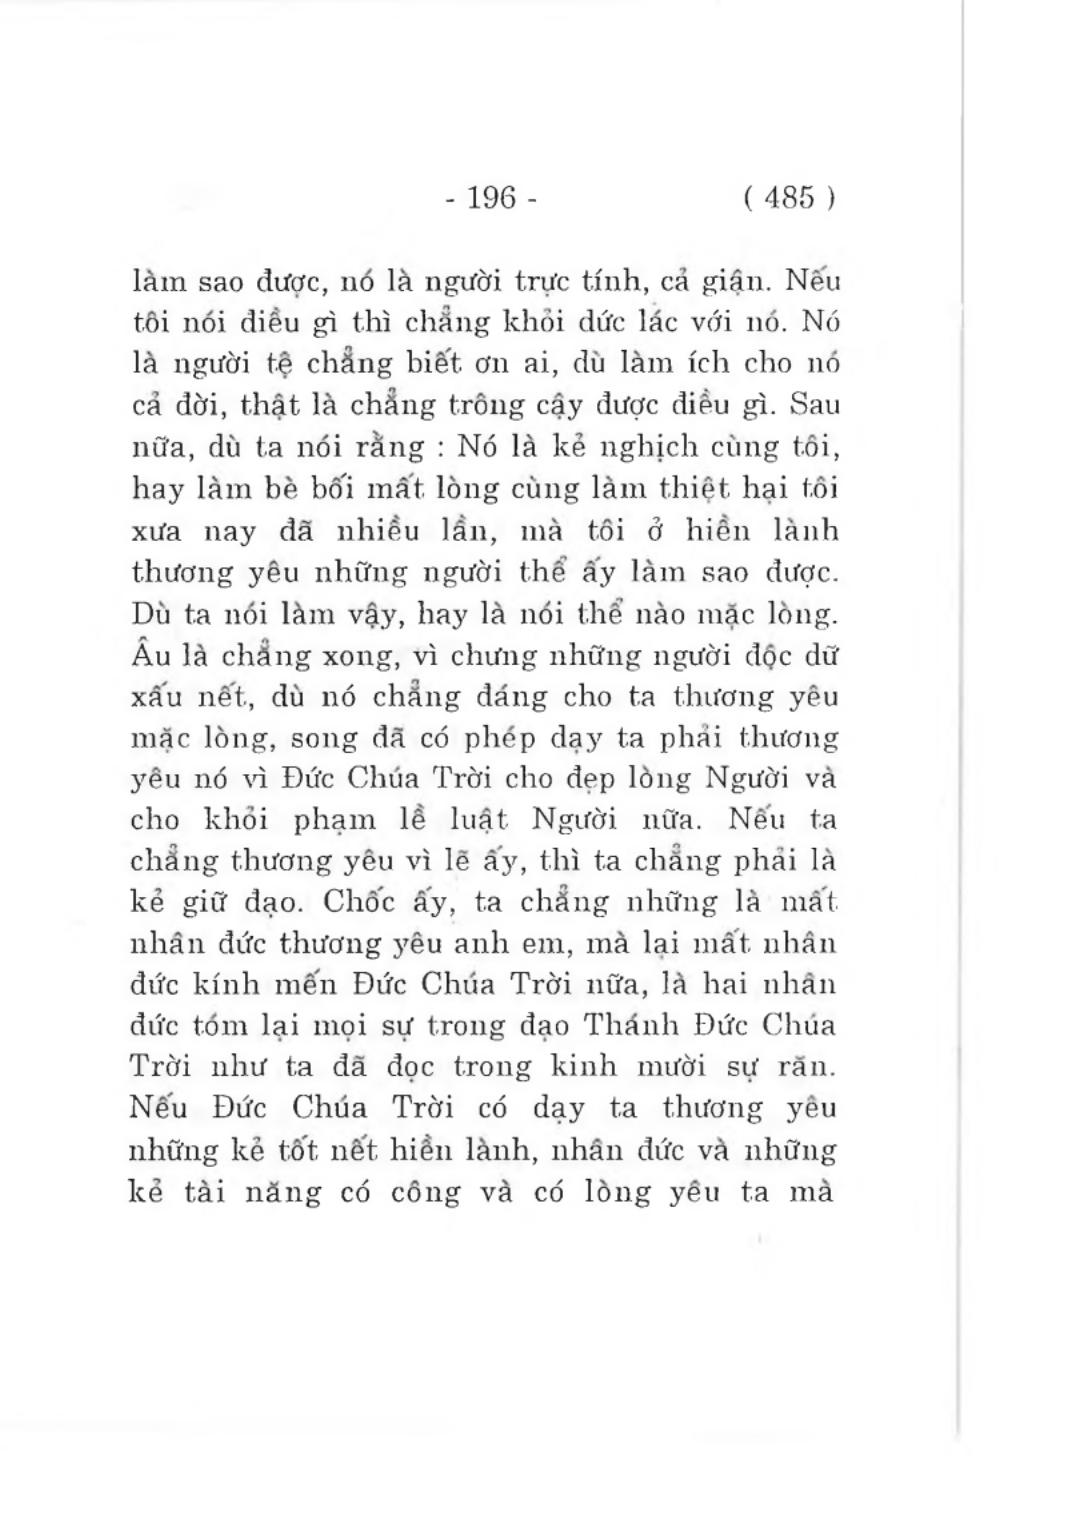 - 196 - ( 485 )
làm sao được, nó là người trực tính, cả giận. Nếu
tôi nói điều gì thì chẳng khỏi dức lác với nó. Nó
là người tệ chẳng biết ơn ai, dù làm ích cho nó
cả đời, thật là chẳng trông cậy được điều gì. Sau
nữa, dù ta nói rằng : Nó là kẻ nghịch cùng tôi,
hay làm bè bối mất lòng cùng làm thiệt hại tôi
xưa nay đã nhiều lần, mà tôi ở hiền lành
thương yêu những người thể ấy làm sao được.
Dù ta nói làm vậy, hay là nói thể nào mặc lòng.
Âu là chẳng xong, vì chưng những người độc dữ
xấu nết, dù nó chẳng đáng cho ta thương yêu
mặc lòng, song đã có phép dạy ta phải thương
yêu nó vì Đức Chúa Trời cho đẹp lòng Người và
cho khỏi phạm lề luật Người nữa. Nếu ta
chẳng thương yêu vì lẽ ấy, thì ta chẳng phải là
kẻ giữ đạo. Chốc ấy, ta chẳng những là mất
nhân đức thương yêu anh em, mà lại mất nhân
đức kính mến Đức Chúa Trời nữa, là hai nhân
đức tóm lại mọi sự trong đạo Thánh Đức Chúa
Trời như ta đã đọc trong kinh mười sự răn.
Nếu Đức Chúa Trời có dạy ta thương yêu
những kẻ tốt nết hiền lành, nhân đức và những
kẻ tài năng có công và có lòng yêu ta mà